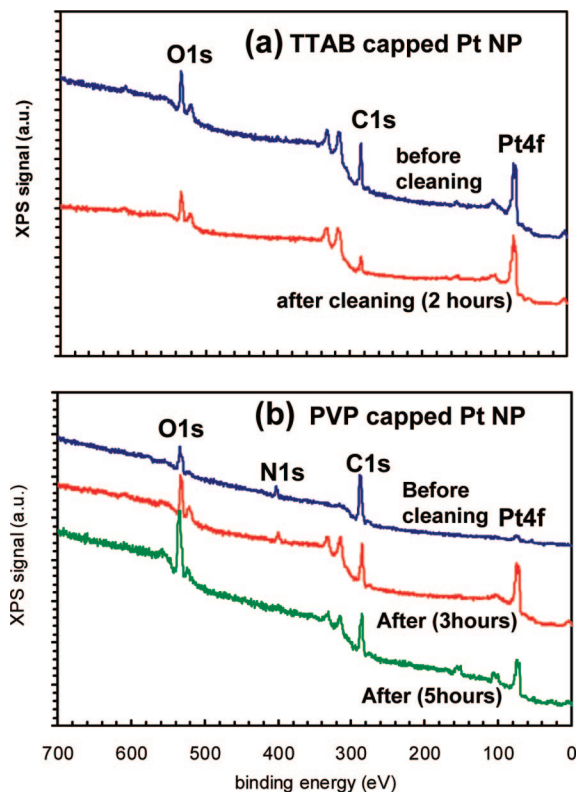 (a) TTAB capped Pt NP
O1s
C1s
Pt4f
before
cleaning
after cleaning (2 hours)
XPS signal (a.u.)
(b) PVP capped Pt NP
O1s
N1s
C1s
Before
cleaning
Pt4f
After (3hours)
After (5hours)
XPS signal (a.u.)
700 600 500 400 300 200 100 0
binding energy (eV)